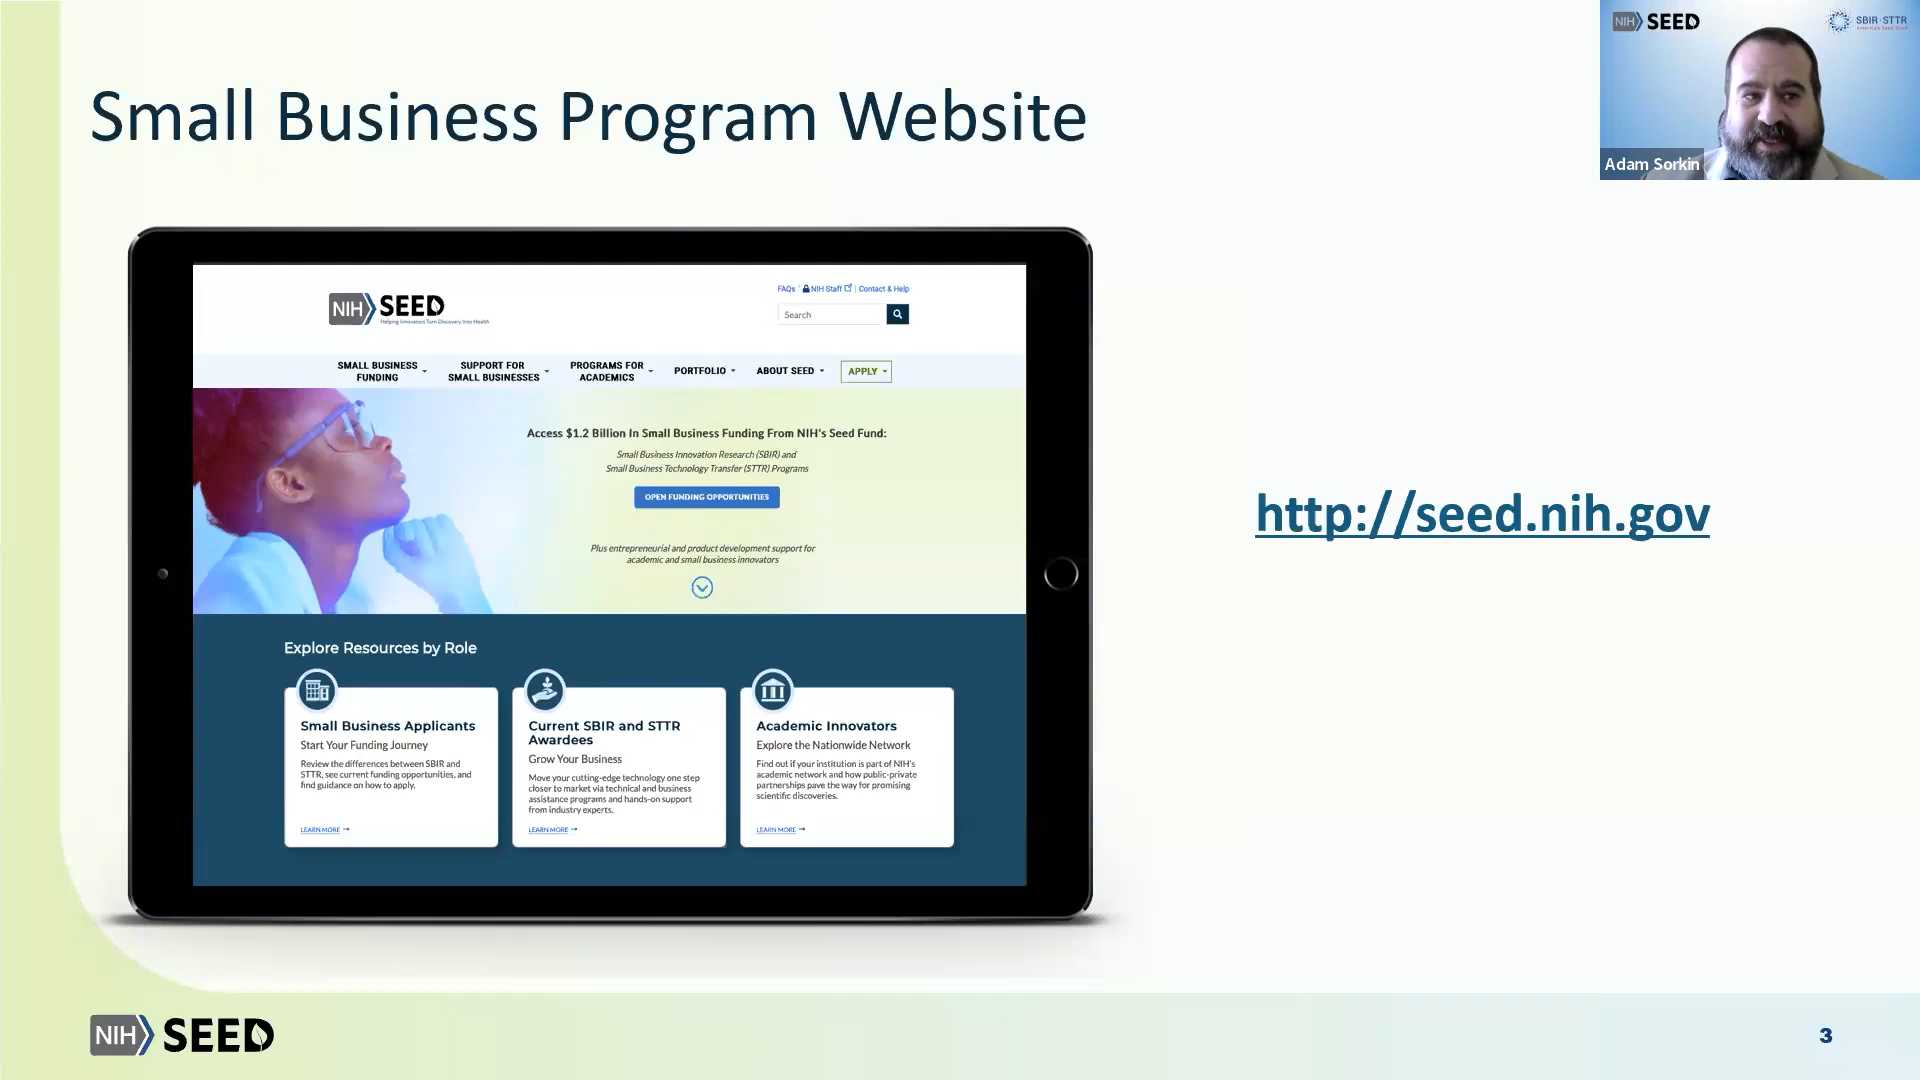 Small Business Program Website
NIH SEED
SBIR·STTR
America's Seed Fund
Adam Sorkin
NIH SEED
Helping Innovators Turn Discovery Into Health
FAQs | NIH Staff | Contact & Help
Search
SMALL BUSINESS
FUNDING
SUPPORT FOR
SMALL BUSINESSES
PROGRAMS FOR
ACADEMICS
PORTFOLIO
ABOUT SEED
APPLY
Access $1.2 Billion In Small Business Funding From NIH's Seed Fund:
Small Business Innovation Research (SBIR) and
Small Business Technology Transfer (STTR) Programs
OPEN FUNDING OPPORTUNITIES
Plus entrepreneurial and product development support for
academic and small business innovators
Explore Resources by Role
Small Business Applicants
Start Your Funding Journey
Review the differences between SBIR and
STTR, see current funding opportunities, and
find guidance on how to apply.
LEARN MORE →
Current SBIR and STTR
Awardees
Grow Your Business
Move your cutting-edge technology one step
closer to market via technical and business
assistance programs and hands-on support
from industry experts.
LEARN MORE →
Academic Innovators
Explore the Nationwide Network
Find out if your institution is part of NIH's
academic network and how public-private
partnerships pave the way for promising
scientific discoveries.
LEARN MORE →
http://seed.nih.gov
NIH SEED
3